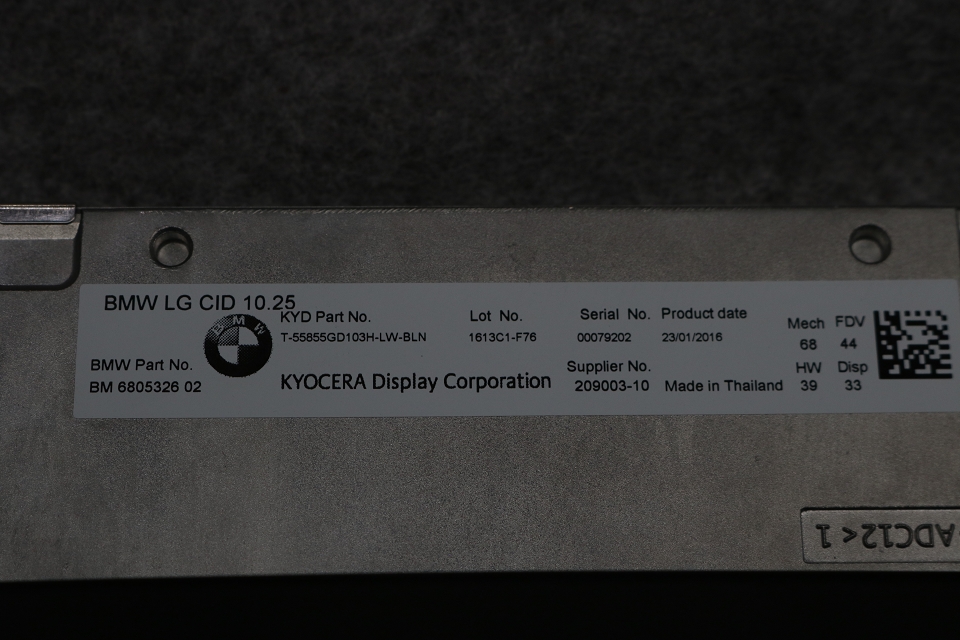 BMW LG CID 10.25
BMW
KYD Part No.
T-55855GD103H-LW-BLN
Lot No.
1613C1-F76
Serial No.
00079202
Product date
23/01/2016
Mech
68
FDV
44
BMW Part No.
BM 6805326 02
KYOCERA Display Corporation
Supplier No.
209003-10
Made in Thailand
HW
39
Disp
33
ADC12<1